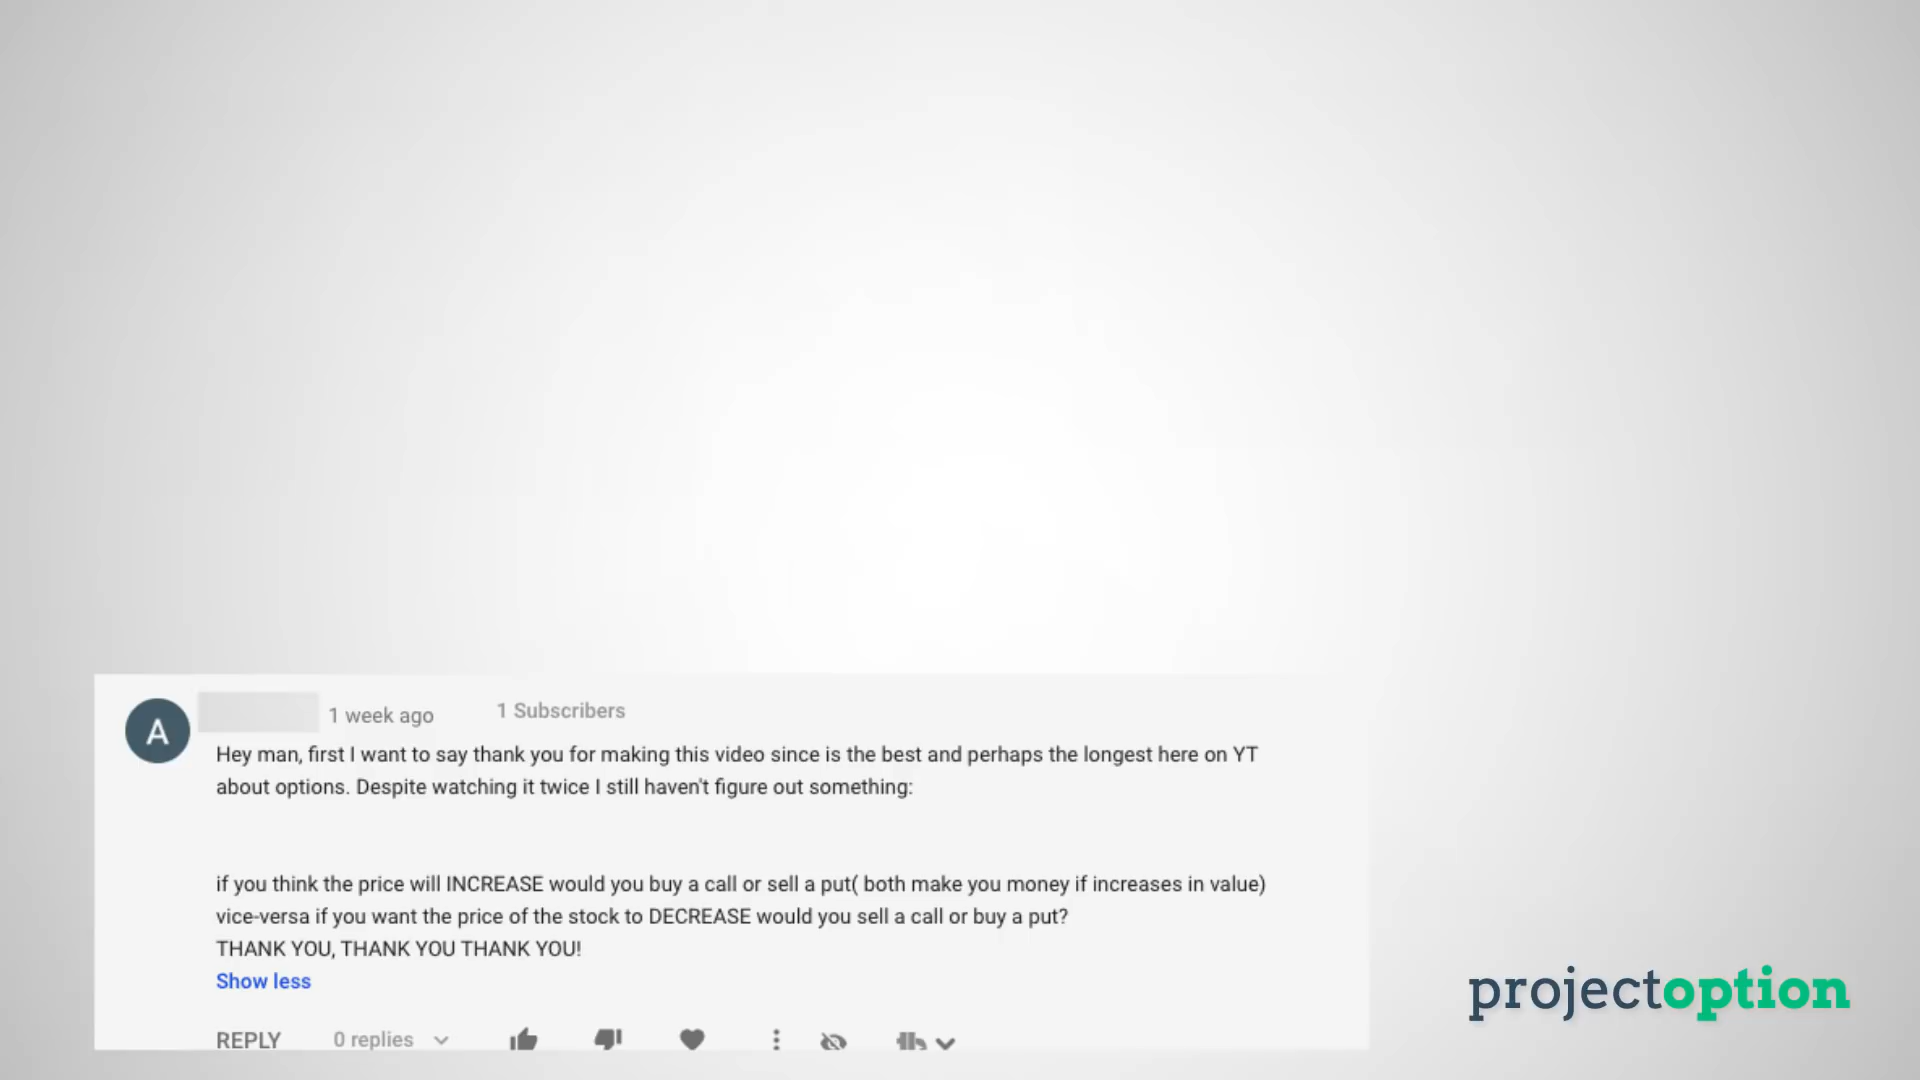 A
1 week ago
1 Subscribers
Hey man, first I want to say thank you for making this video since is the best and perhaps the longest here on YT
about options. Despite watching it twice I still haven't figure out something:
if you think the price will INCREASE would you buy a call or sell a put( both make you money if increases in value)
vice-versa if you want the price of the stock to DECREASE would you sell a call or buy a put?
THANK YOU, THANK YOU THANK YOU!
Show less
REPLY
0 replies
projectoption